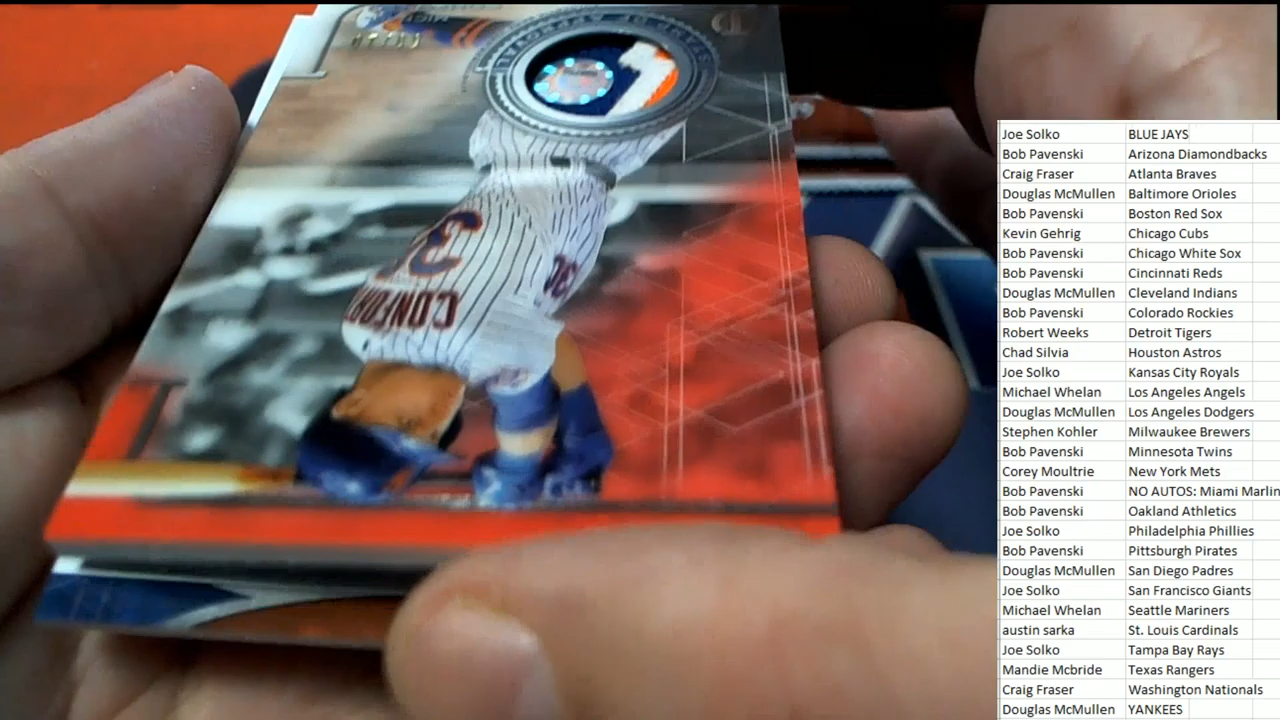 STAMP OF APPROVAL
30
CONFOR
30
Joe Solko BLUE JAYS
Bob Pavenski Arizona Diamondbacks
Craig Fraser Atlanta Braves
Douglas McMullen Baltimore Orioles
Bob Pavenski Boston Red Sox
Kevin Gehrig Chicago Cubs
Bob Pavenski Chicago White Sox
Bob Pavenski Cincinnati Reds
Douglas McMullen Cleveland Indians
Bob Pavenski Colorado Rockies
Robert Weeks Detroit Tigers
Chad Silvia Houston Astros
Joe Solko Kansas City Royals
Michael Whelan Los Angeles Angels
Douglas McMullen Los Angeles Dodgers
Stephen Kohler Milwaukee Brewers
Bob Pavenski Minnesota Twins
Corey Moultrie New York Mets
Bob Pavenski NO AUTOS: Miami Marlin
Bob Pavenski Oakland Athletics
Joe Solko Philadelphia Phillies
Bob Pavenski Pittsburgh Pirates
Douglas McMullen San Diego Padres
Joe Solko San Francisco Giants
Michael Whelan Seattle Mariners
austin sarka St. Louis Cardinals
Joe Solko Tampa Bay Rays
Mandie Mcbride Texas Rangers
Craig Fraser Washington Nationals
Douglas McMullen YANKEES